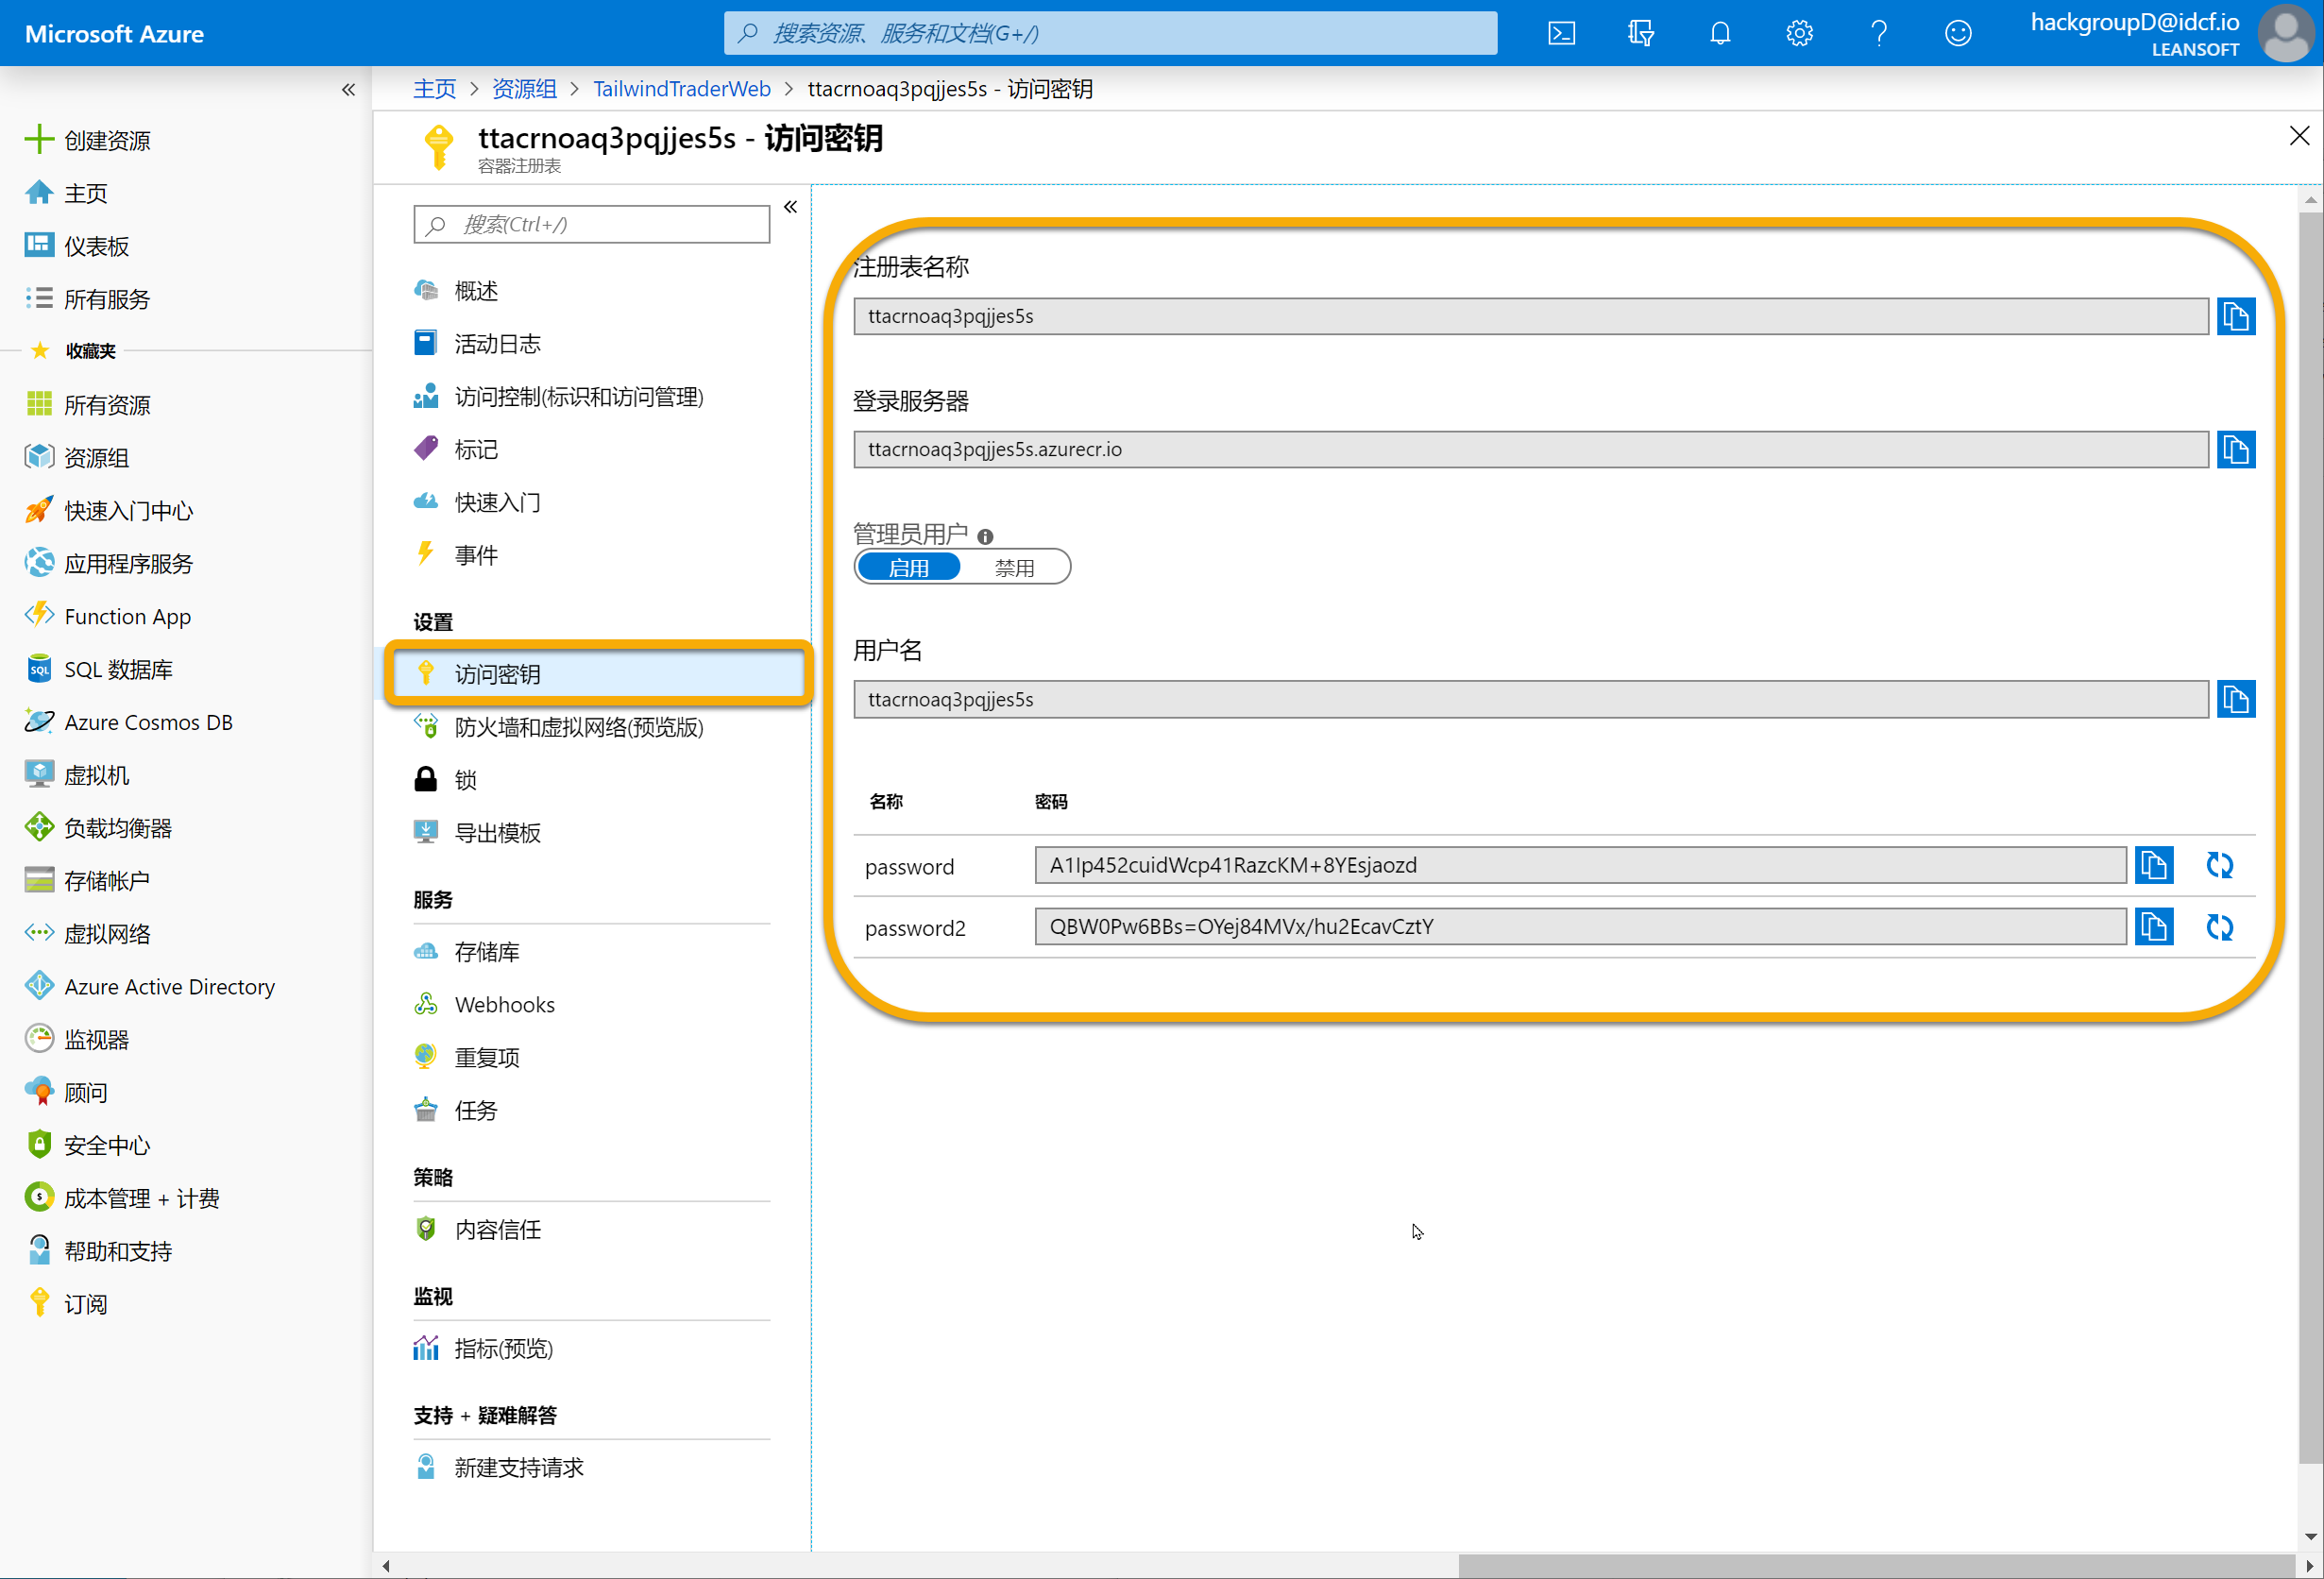 Microsoft Azure
搜索资源、服务和文档(G+/)
hackgroupD@idcf.io
LEANSOFT
主页 > 资源组 > TailwindTraderWeb > ttacrnoaq3pqjjes5s - 访问密钥
ttacrnoaq3pqjjes5s - 访问密钥
容器注册表
创建资源
主页
仪表板
所有服务
收藏夹
所有资源
资源组
快速入门中心
应用程序服务
Function App
SQL 数据库
Azure Cosmos DB
虚拟机
负载均衡器
存储帐户
虚拟网络
Azure Active Directory
监视器
顾问
安全中心
成本管理 + 计费
帮助和支持
订阅
搜索(Ctrl+/)
概述
活动日志
访问控制(标识和访问管理)
标记
快速入门
事件
设置
访问密钥
防火墙和虚拟网络(预览版)
锁
导出模板
服务
存储库
Webhooks
重复项
任务
策略
内容信任
监视
指标(预览)
支持 + 疑难解答
新建支持请求
注册表名称
ttacrnoaq3pqjjes5s
登录服务器
ttacrnoaq3pqjjes5s.azurecr.io
管理员用户
启用 禁用
用户名
ttacrnoaq3pqjjes5s
名称 密码
password A1Ip452cuidWcp41RazcKM+8YEsjaozd
password2 QBW0Pw6BBs=OYej84MVx/hu2EcavCztY